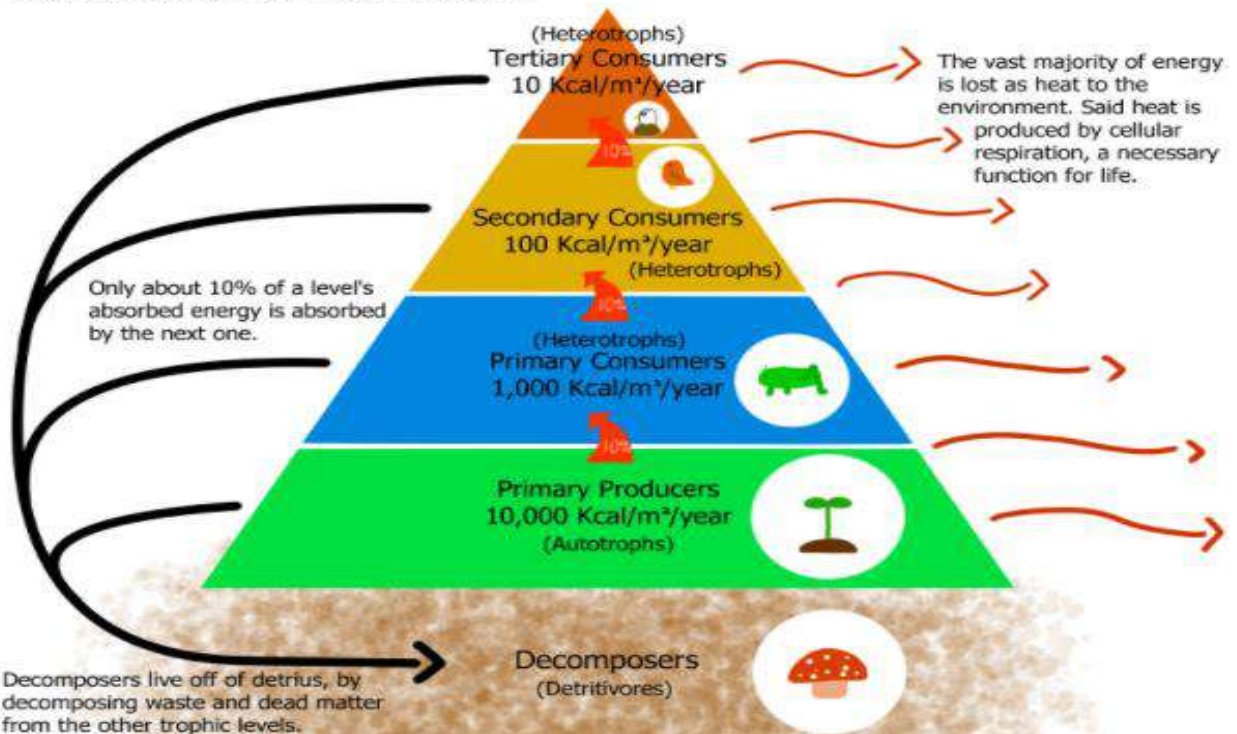 (Heterotrophs)
Tertiary Consumers
10 Kcal/m³/year
The vast majority of energy
is lost as heat to the
environment. Said heat is
produced by cellular
respiration, a necessary
function for life.
10%
Secondary Consumers
100 Kcal/m³/year
(Heterotrophs)
Only about 10% of a level's
absorbed energy is absorbed
by the next one.
10%
(Heterotrophs)
Primary Consumers
1,000 Kcal/m³/year
10%
Primary Producers
10,000 Kcal/m³/year
(Autotrophs)
Decomposers
(Detritivores)
Decomposers live off of detrius, by
decomposing waste and dead matter
from the other trophic levels.